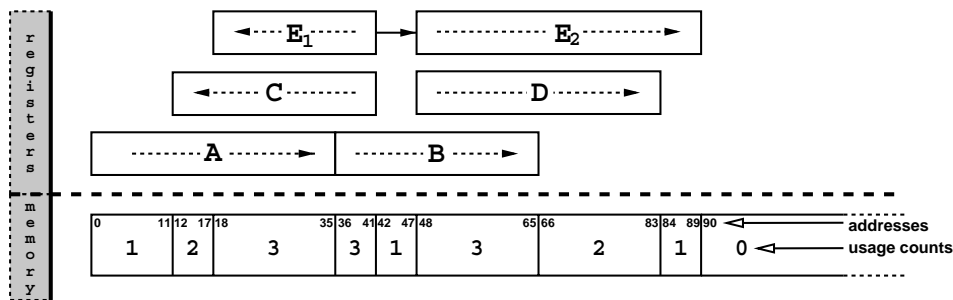 registers
E1 E2
C D
A B
memory
0 11 12 17 18 35 36 41 42 47 48 65 66 83 84 89 90 addresses
1 2 3 3 1 3 2 1 0 usage counts